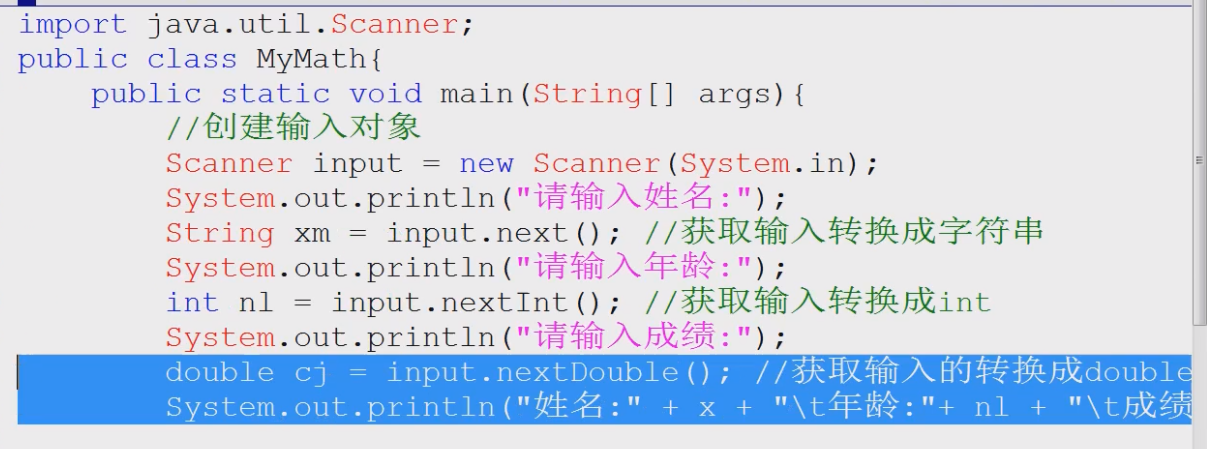 import java.util.Scanner;
public class MyMath{
public static void main(String[] args){
//创建输入对象
Scanner input = new Scanner(System.in);
System.out.println("请输入姓名:");
String xm = input.next(); //获取输入转换成字符串
System.out.println("请输入年龄:");
int nl = input.nextInt(); //获取输入转换成int
System.out.println("请输入成绩:");
double cj = input.nextDouble(); //获取输入的转换成double
System.out.println("姓名:" + x + "\t年龄:"+ nl + "\t成绩